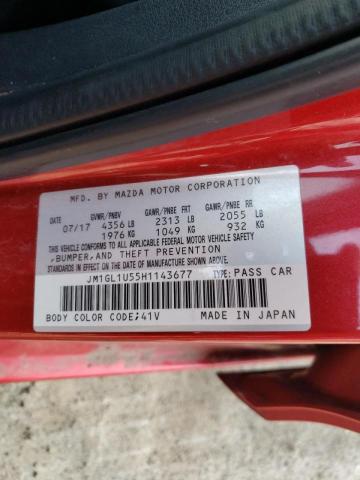 MFD. BY MAZDA MOTOR CORPORATION
DATE GVWR/PNBV GAWR/PNBE FRT GAWR/PNBE RR
07/17 4356 LB 2313 LB 2055 LB
1976 KG 1049 KG 932 KG
THIS VEHICLE CONFORMS TO ALL APPLICABLE FEDERAL MOTOR VEHICLE SAFETY
,BUMPER,AND THEFT PREVENTION
STANDARDS IN EFFECT ON THE DATE OF MANUFACTURE SHOWN ABOVE.
JM1GL1U55H1143677 TYPE:PASS CAR
BODY COLOR CODE;41V MADE IN JAPAN